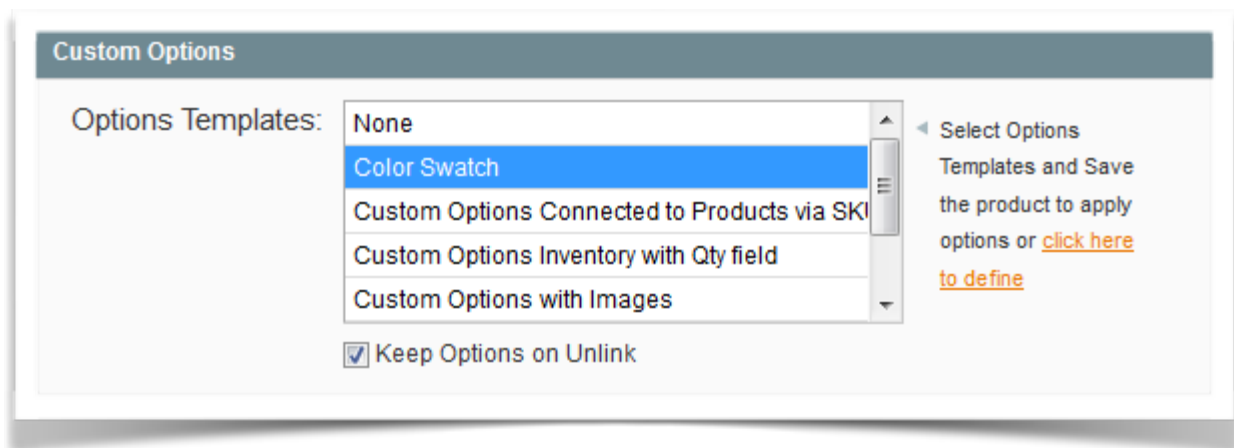 Custom Options
Options Templates:
None
Color Swatch
Custom Options Connected to Products via SKU
Custom Options Inventory with Qty field
Custom Options with Images
Keep Options on Unlink
Select Options
Templates and Save
the product to apply
options or click here
to define